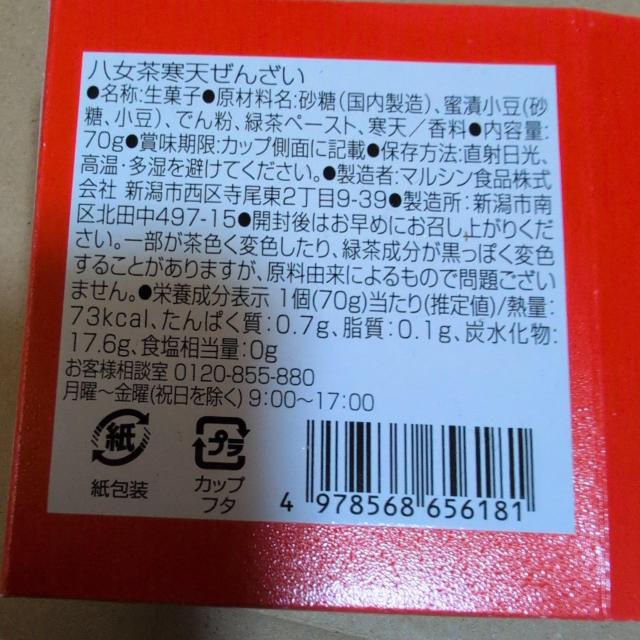 八女茶寒天ぜんざい
●名称:生菓子●原材料名:砂糖(国内製造)、蜜漬小豆(砂
糖、小豆)、でん粉、緑茶ペースト、寒天／香料●内容量:
70g●賞味期限:カップ側面に記載●保存方法:直射日光、
高温・多湿を避けてください。●製造者:マルシン食品株式
会社 新潟市西区寺尾東2丁目9-39●製造所:新潟市南
区北田中497-15●開封後はお早めにお召し上がりくだ
さい。一部が茶色く変色したり、緑茶成分が黒っぽく変色
することがありますが、原料由来によるもので問題ござい
ません。●栄養成分表示 1個(70g)当たり(推定値)/熱量:
73kcal、たんぱく質:0.7g、脂質:0.1g、炭水化物:
17.6g、食塩相当量:0g
お客様相談室 0120-855-880
月曜～金曜(祝日を除く) 9:00～17:00
紙 プラ
紙包装 カップ
フタ
4 978568 656181